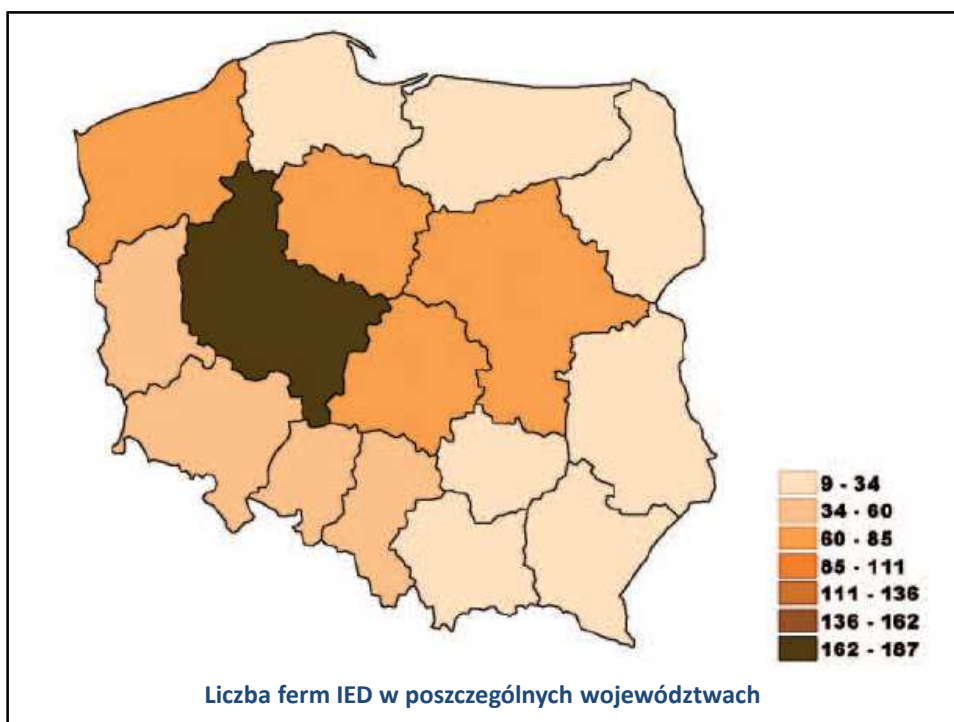 9 - 34
34 - 60
60 - 85
85 - 111
111 - 136
136 - 162
162 - 187
Liczba ferm IED w poszczególnych województwach